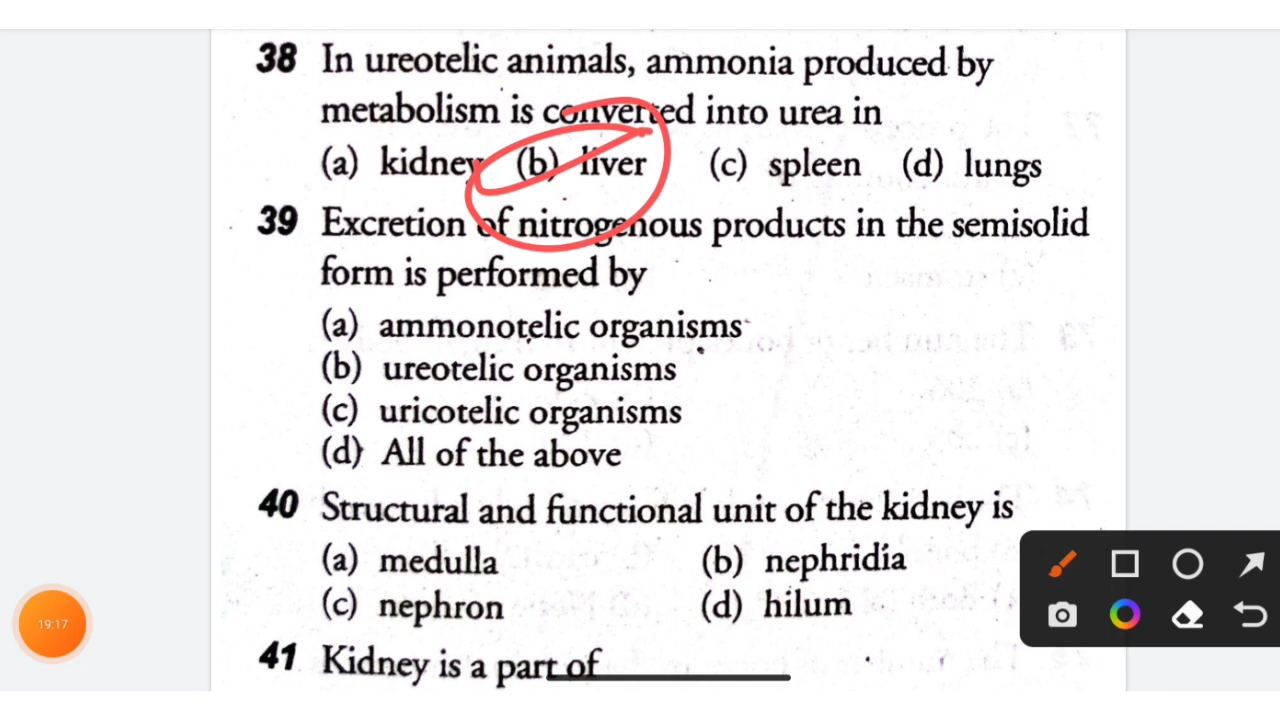 38 In ureotelic animals, ammonia produced by
metabolism is converted into urea in
(a) kidney (b) liver (c) spleen (d) lungs
39 Excretion of nitrogenous products in the semisolid
form is performed by
(a) ammonotelic organisms
(b) ureotelic organisms
(c) uricotelic organisms
(d) All of the above
40 Structural and functional unit of the kidney is
(a) medulla (b) nephridia
(c) nephron (d) hilum
41 Kidney is a part of
19:17